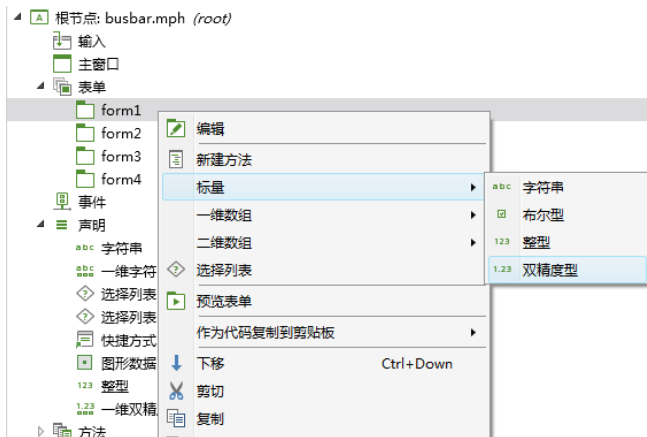 根节点: busbar.mph (root)
输入
主窗口
表单
form1
form2
form3
form4
事件
声明
abc 字符串
abc 一维字符
选择列表
选择列表
快捷方式
图形数据
123 整型
1.23 一维双精
方法
编辑
新建方法
标量
一维数组
二维数组
选择列表
预览表单
作为代码复制到剪贴板
下移 Ctrl+Down
剪切
复制
abc 字符串
布尔型
123 整型
1.23 双精度型